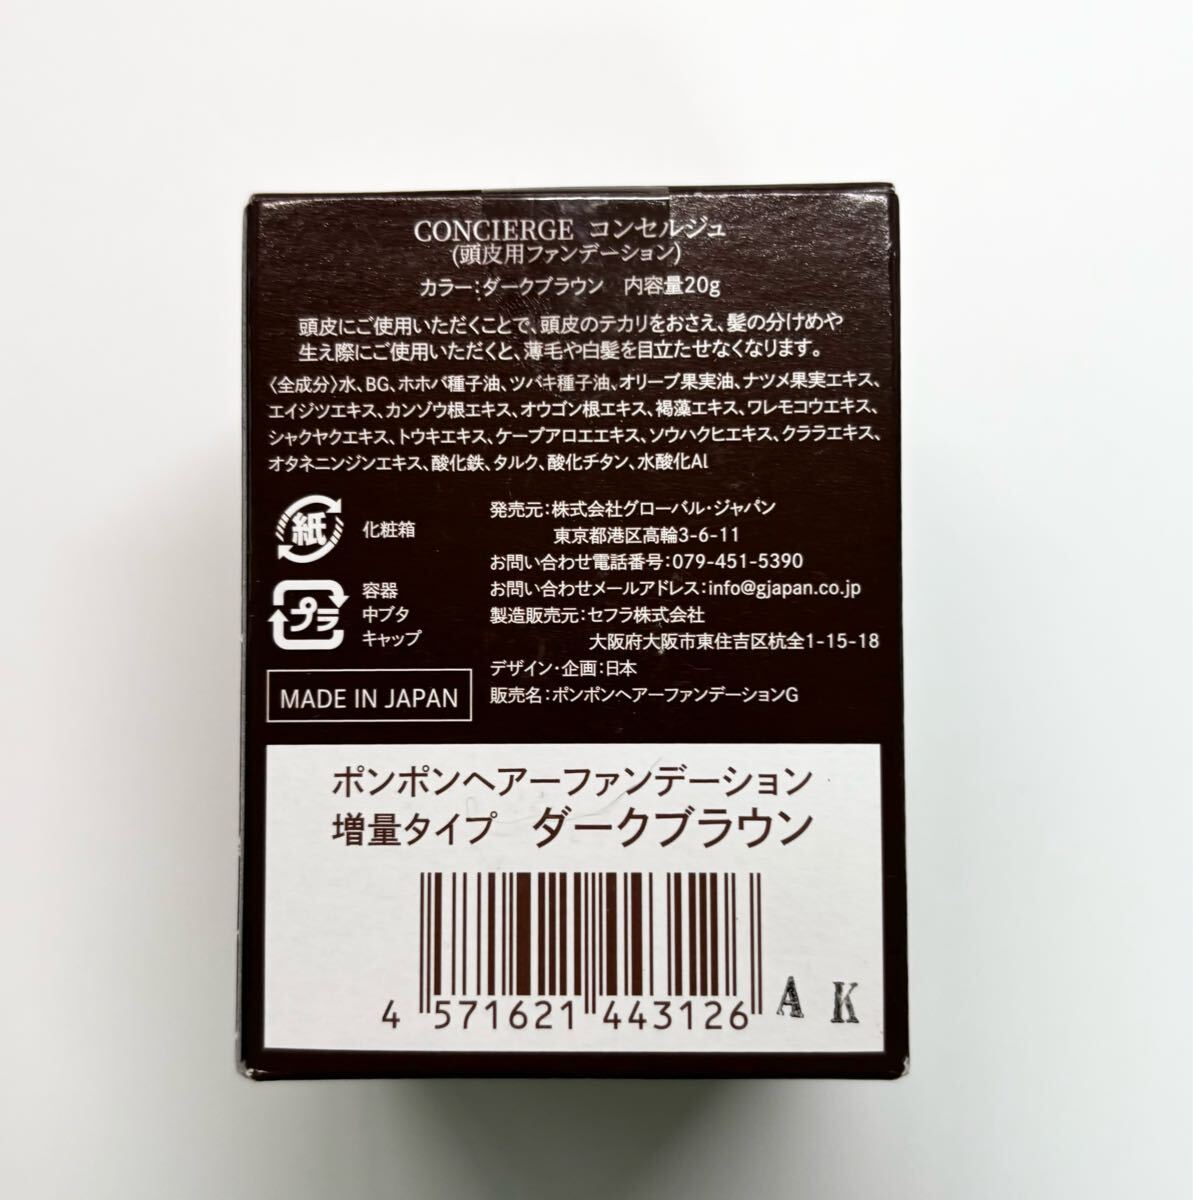 CONCIERGE コンセルジュ
(頭皮用ファンデーション)
カラー:ダークブラウン 内容量20g
頭皮にご使用いただくことで、頭皮のテカリをおさえ、髪の分けめや
生え際にご使用いただくと、薄毛や白髪を目立たせなくなります。
〈全成分〉水、BG、ホホバ種子油、ツバキ種子油、オリーブ果実油、ナツメ果実エキス、
エイジツエキス、カンゾウ根エキス、オウゴン根エキス、褐藻エキス、ワレモコウエキス、
シャクヤクエキス、トウキエキス、ケープアロエエキス、ソウハクヒエキス、クララエキス、
オタネニンジンエキス、酸化鉄、タルク、酸化チタン、水酸化Al
紙 化粧箱
プラ 容器
中ブタ
キャップ
MADE IN JAPAN
発売元:株式会社グローバル・ジャパン
東京都港区高輪3-6-11
お問い合わせ電話番号:079-451-5390
お問い合わせメールアドレス:info@gjapan.co.jp
製造販売元:セフラ株式会社
大阪府大阪市東住吉区杭全1-15-18
デザイン・企画:日本
販売名:ポンポンヘアーファンデーションG
ポンポンヘアーファンデーション
増量タイプ ダークブラウン
4 571621 443126
A K